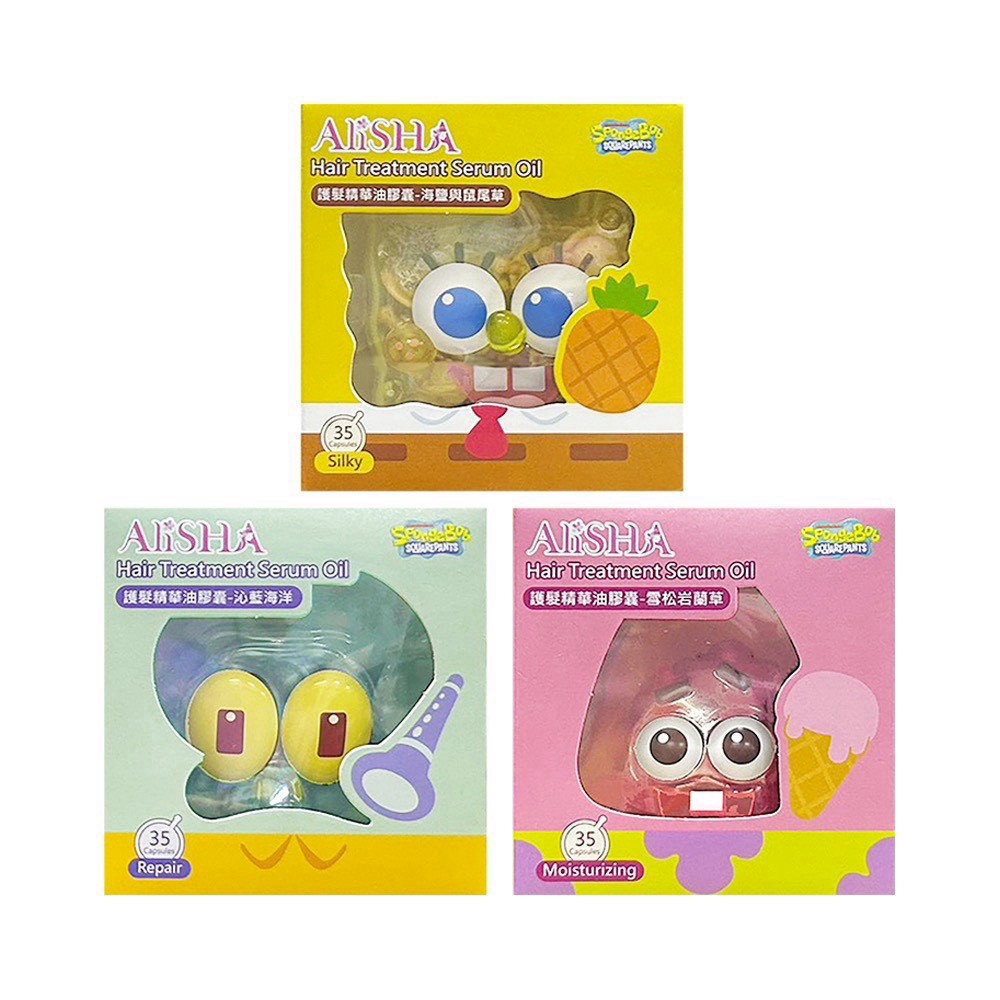 AliSHA
SpongeBob
SQUAREPANTS
Hair Treatment Serum Oil
護髮精華油膠囊-海鹽與鼠尾草
35
Capsules
Silky
AliSHA
SpongeBob
SQUAREPANTS
Hair Treatment Serum Oil
護髮精華油膠囊-沁藍海洋
35
Capsules
Repair
AliSHA
SpongeBob
SQUAREPANTS
Hair Treatment Serum Oil
護髮精華油膠囊-雪松岩蘭草
35
Capsules
Moisturizing